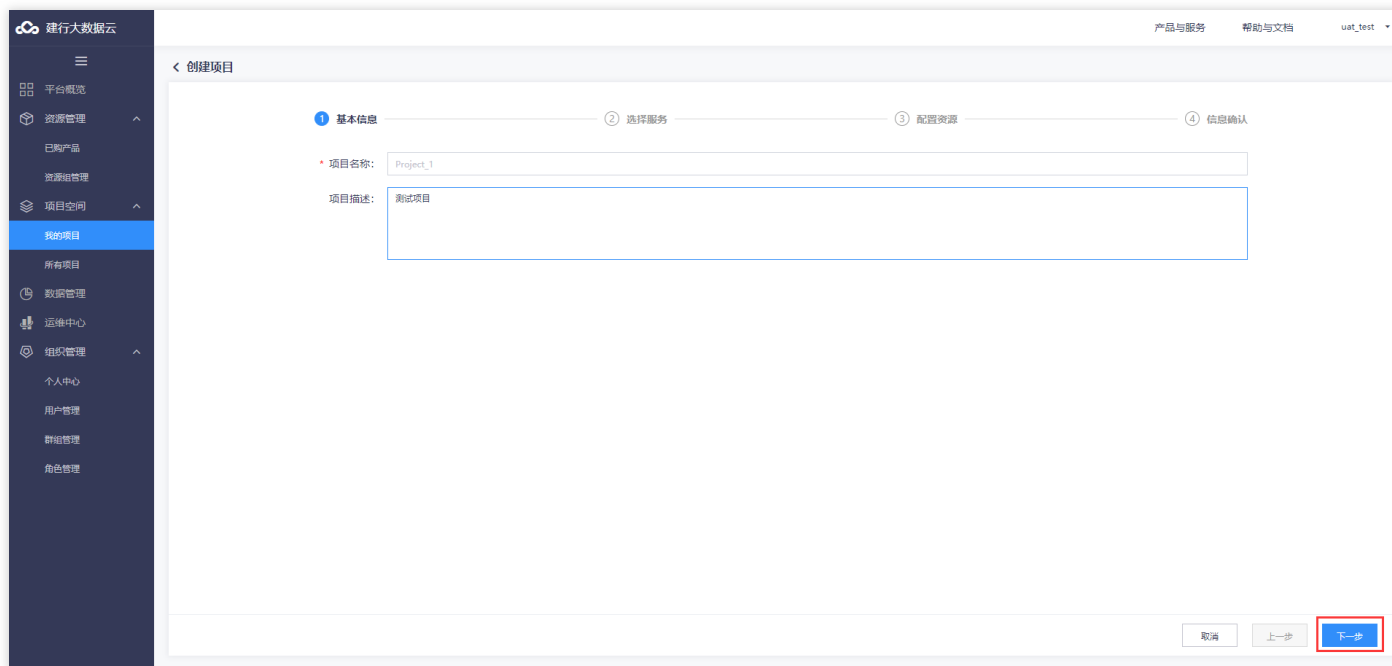 建行大数据云
产品与服务 帮助与文档 uat_test
创建项目
平台概览
资源管理
已购产品
资源组管理
项目空间
我的项目
所有项目
数据管理
运维中心
组织管理
个人中心
用户管理
群组管理
角色管理
1 基本信息 2 选择服务 3 配置资源 4 信息确认
* 项目名称: Project_1
项目描述: 测试项目
取消 上一步 下一步